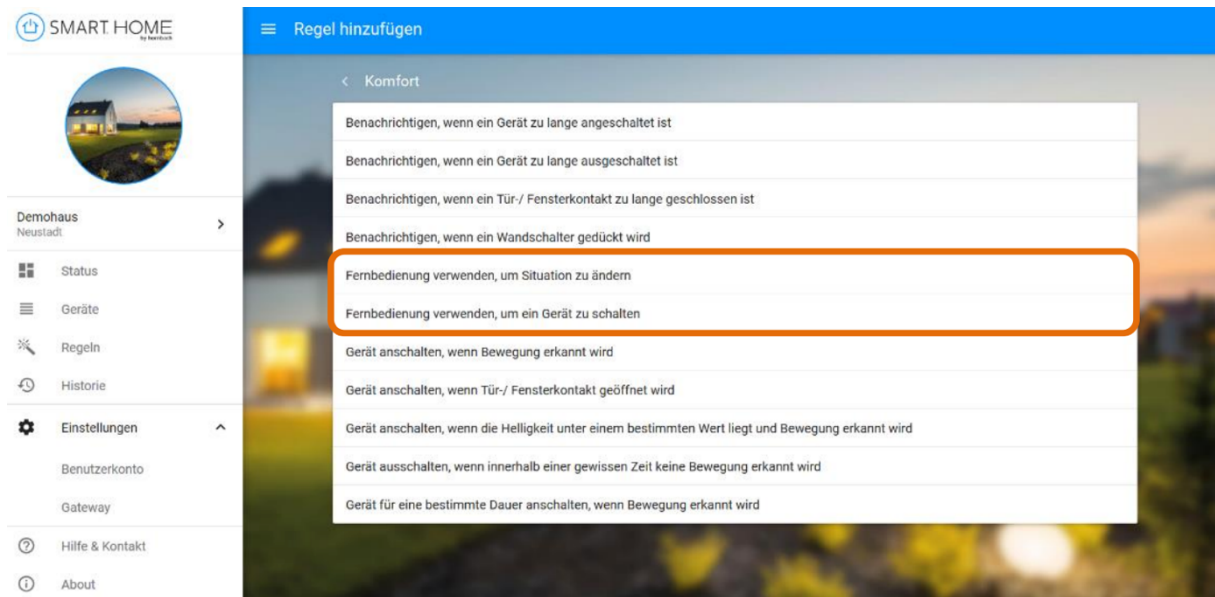 SMART HOME
by hornbach
Regel hinzufügen
Komfort
Benachrichtigen, wenn ein Gerät zu lange angeschaltet ist
Benachrichtigen, wenn ein Gerät zu lange ausgeschaltet ist
Benachrichtigen, wenn ein Tür-/ Fensterkontakt zu lange geschlossen ist
Benachrichtigen, wenn ein Wandschalter gedückt wird
Fernbedienung verwenden, um Situation zu ändern
Fernbedienung verwenden, um ein Gerät zu schalten
Gerät anschalten, wenn Bewegung erkannt wird
Gerät anschalten, wenn Tür-/ Fensterkontakt geöffnet wird
Gerät anschalten, wenn die Helligkeit unter einem bestimmten Wert liegt und Bewegung erkannt wird
Gerät ausschalten, wenn innerhalb einer gewissen Zeit keine Bewegung erkannt wird
Gerät für eine bestimmte Dauer anschalten, wenn Bewegung erkannt wird
Demohaus
Neustadt
Status
Geräte
Regeln
Historie
Einstellungen
Benutzerkonto
Gateway
Hilfe & Kontakt
About